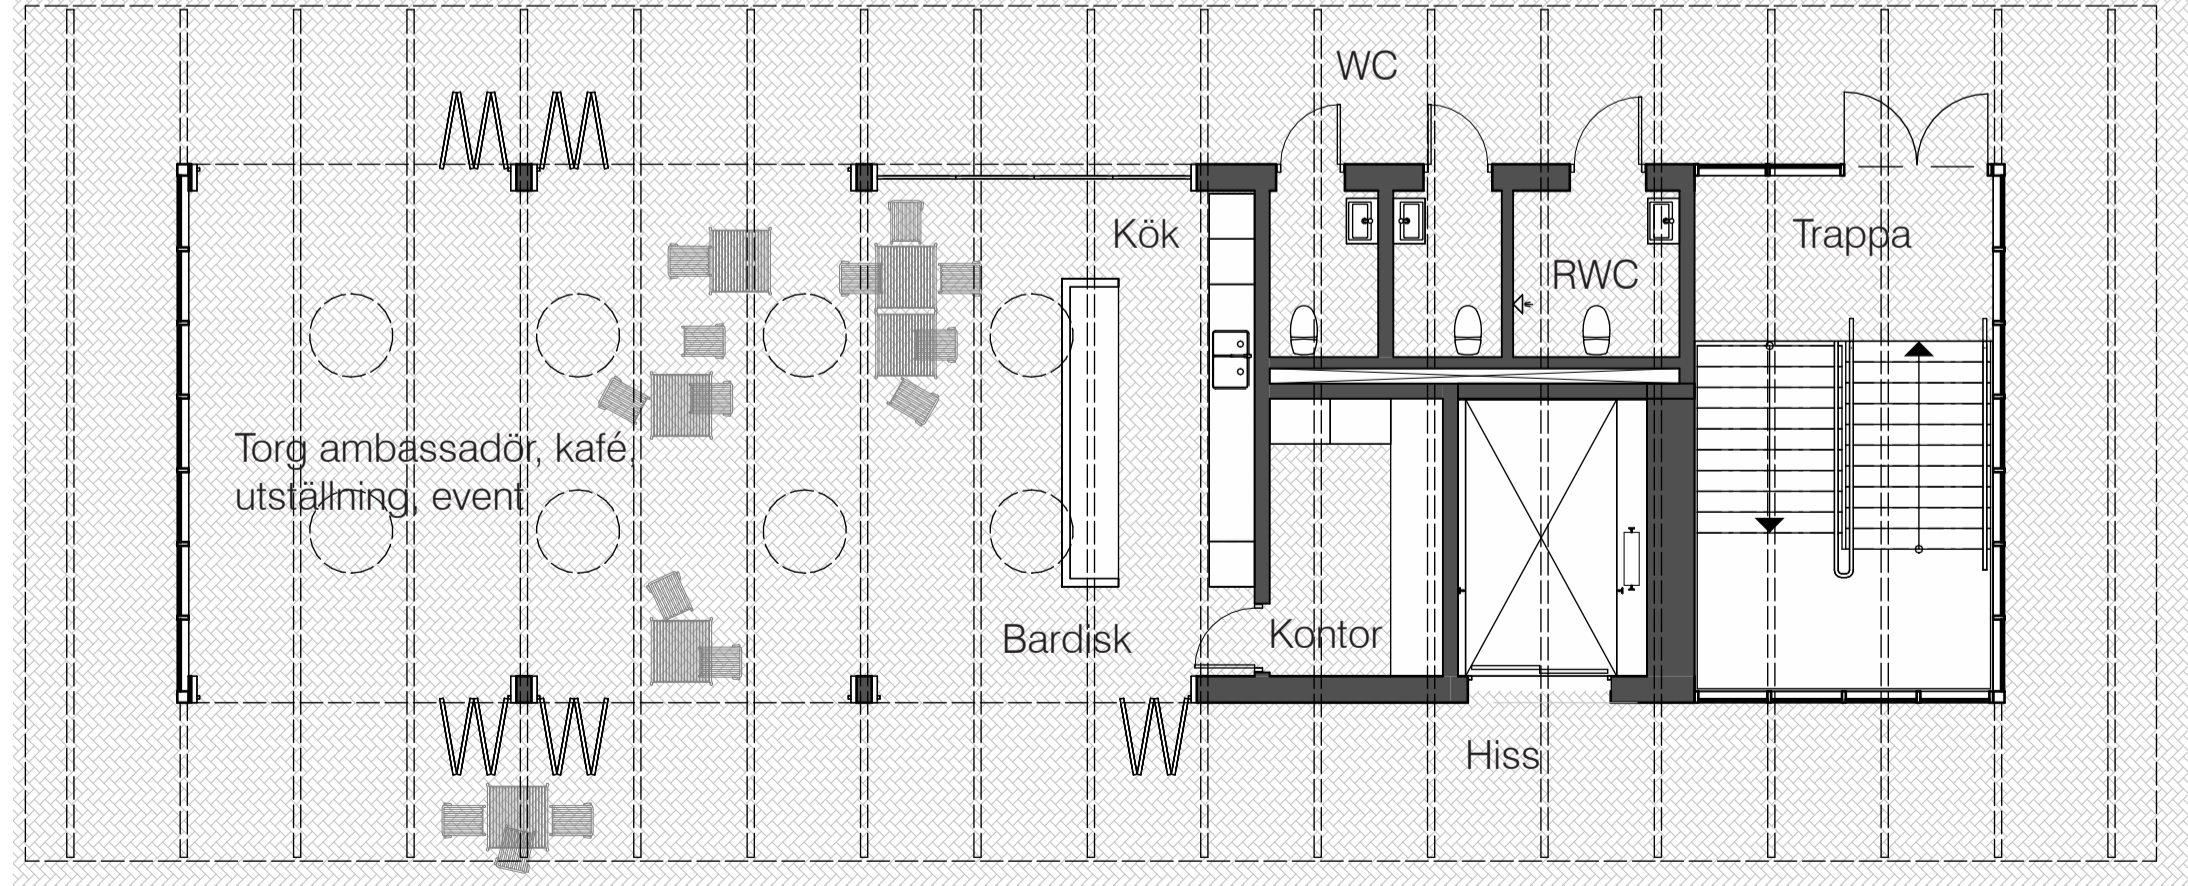 WC
Kök
Trappa
RWC
Torg ambassadör, kafé,
utställning, event
Bardisk
Kontor
Hiss